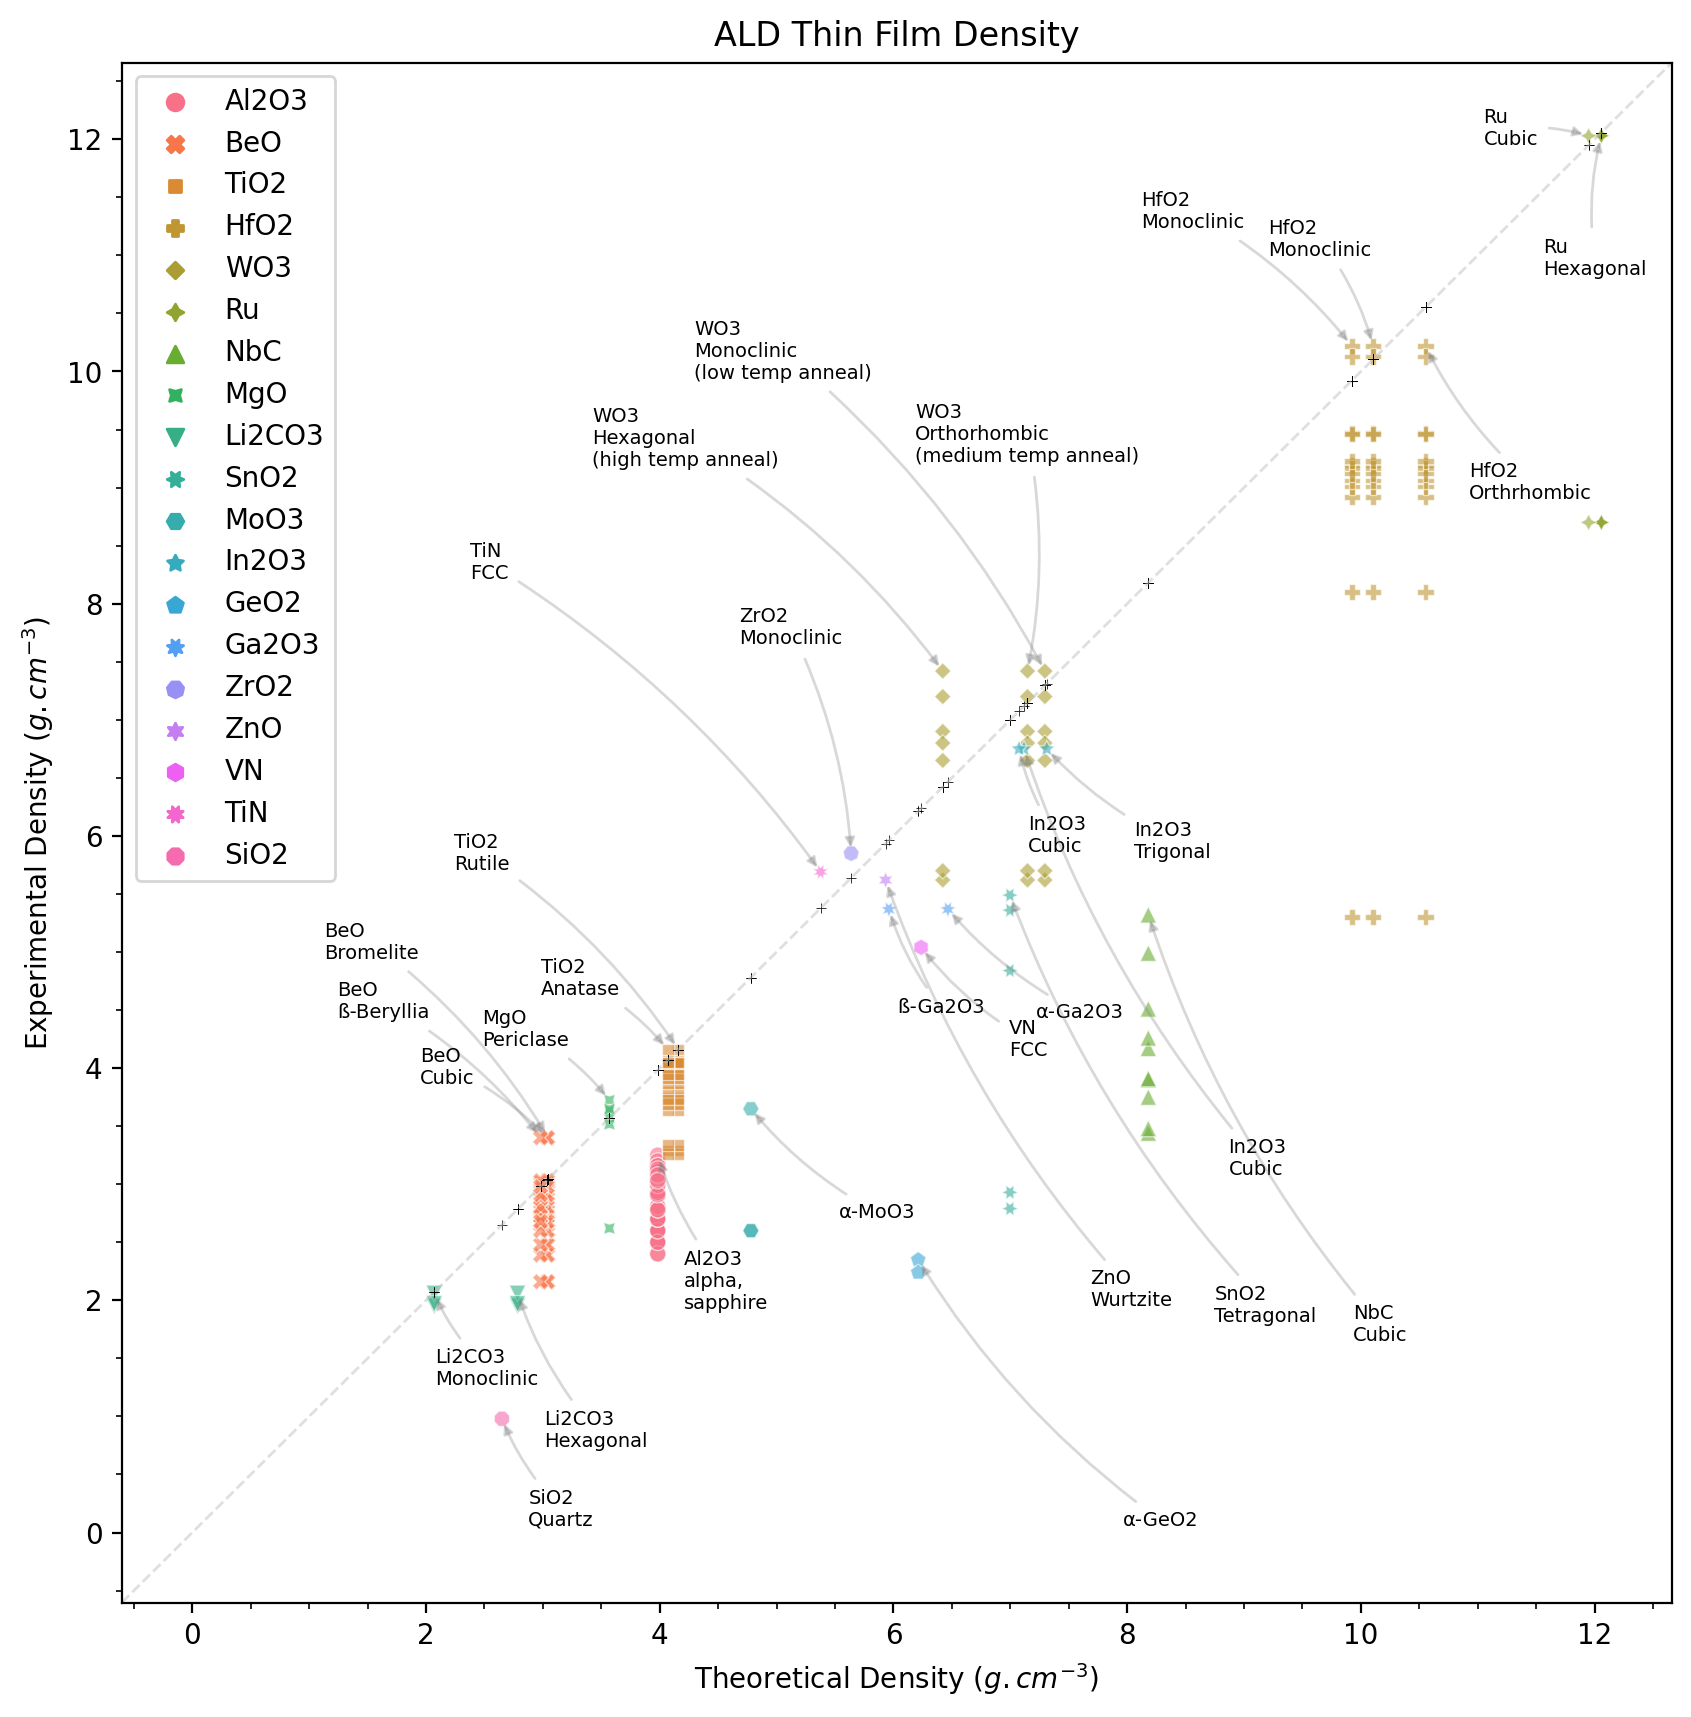 ALD Thin Film Density
Al2O3
BeO
TiO2
HfO2
WO3
Ru
NbC
MgO
Li2CO3
SnO2
MoO3
In2O3
GeO2
Ga2O3
ZrO2
ZnO
VN
TiN
SiO2
Ru
Cubic
HfO2
Monoclinic
HfO2
Monoclinic
Ru
Hexagonal
WO3
Monoclinic
(low temp anneal)
WO3
Hexagonal
(high temp anneal)
WO3
Orthorhombic
(medium temp anneal)
HfO2
Orthrhombic
TiN
FCC
ZrO2
Monoclinic
In2O3
Cubic
In2O3
Trigonal
TiO2
Rutile
BeO
Bromelite
TiO2
Anatase
BeO
ß-Beryllia
MgO
Periclase
BeO
Cubic
ß-Ga2O3
α-Ga2O3
VN
FCC
In2O3
Cubic
α-MoO3
Al2O3
alpha,
sapphire
ZnO
Wurtzite
SnO2
Tetragonal
NbC
Cubic
Li2CO3
Monoclinic
Li2CO3
Hexagonal
SiO2
Quartz
α-GeO2
12
10
8
6
4
2
0
Experimental Density (g.cm⁻³)
0 2 4 6 8 10 12
Theoretical Density (g.cm⁻³)